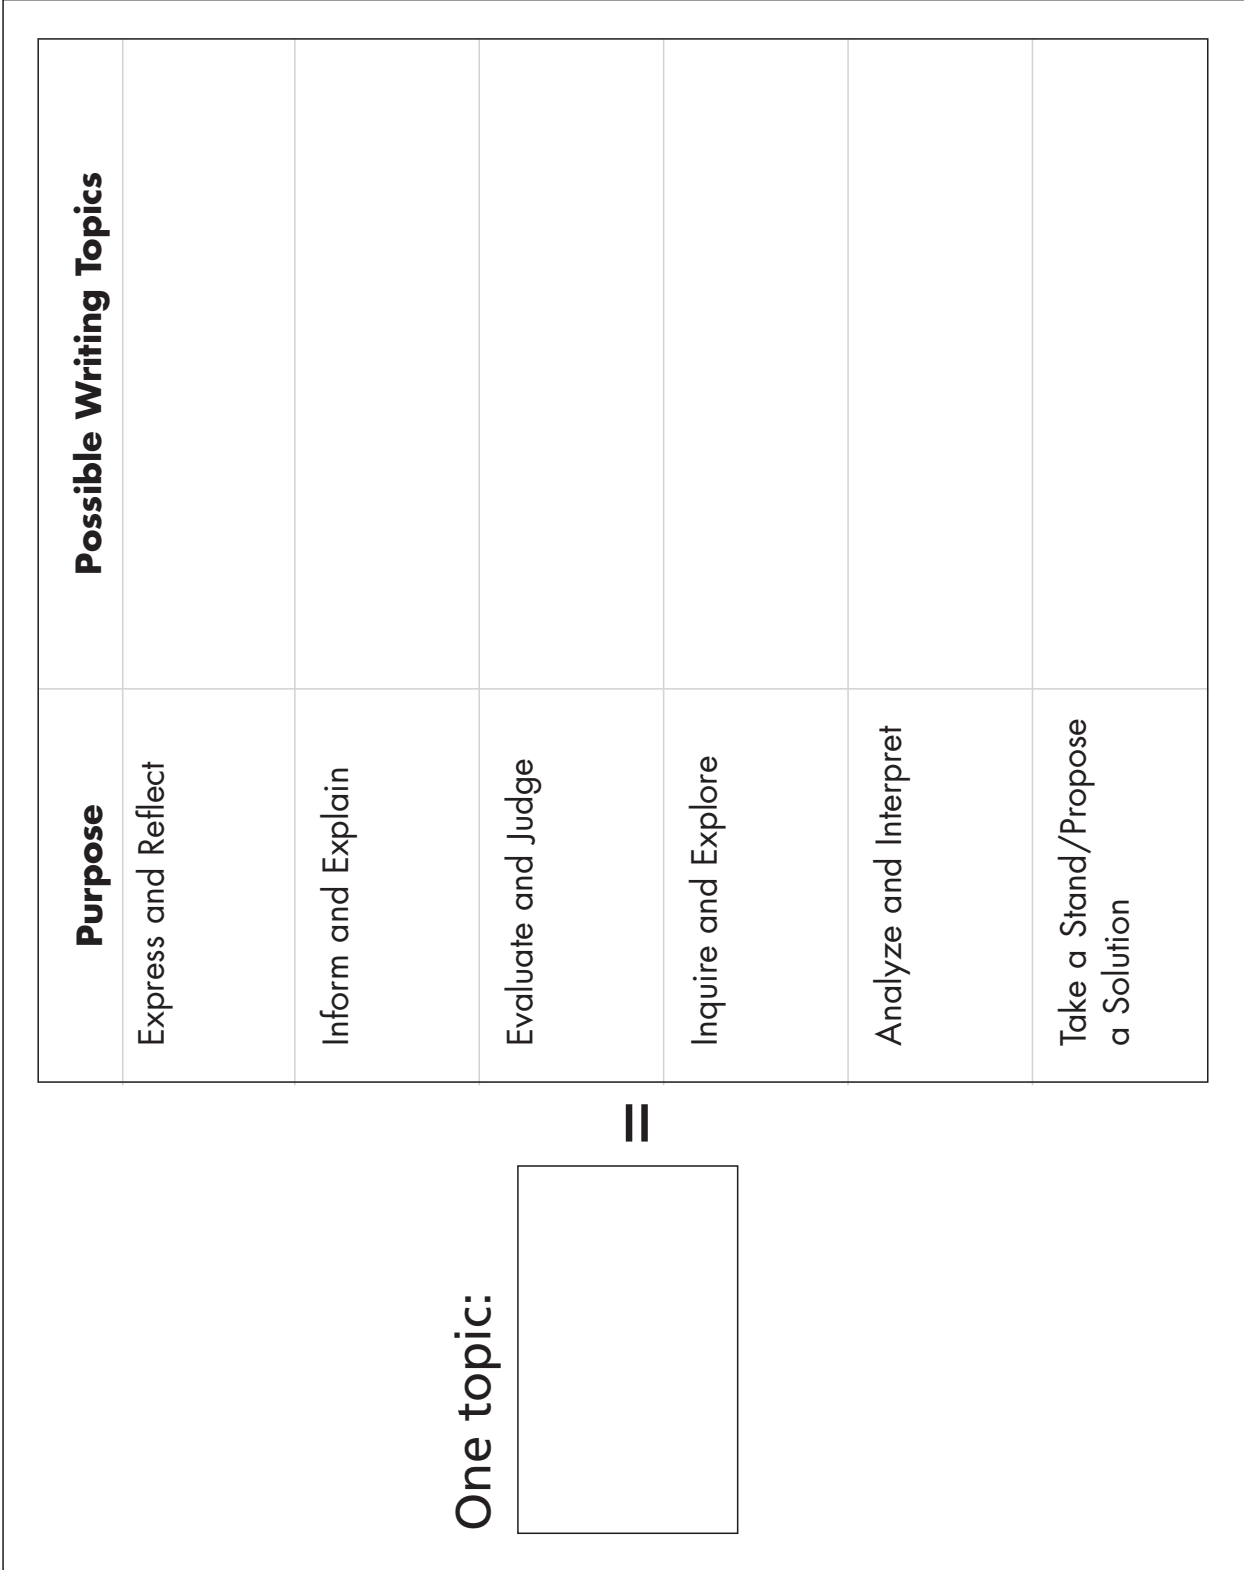 One topic:
=
Purpose
Possible Writing Topics
Express and Reflect
Inform and Explain
Evaluate and Judge
Inquire and Explore
Analyze and Interpret
Take a Stand/Propose
a Solution